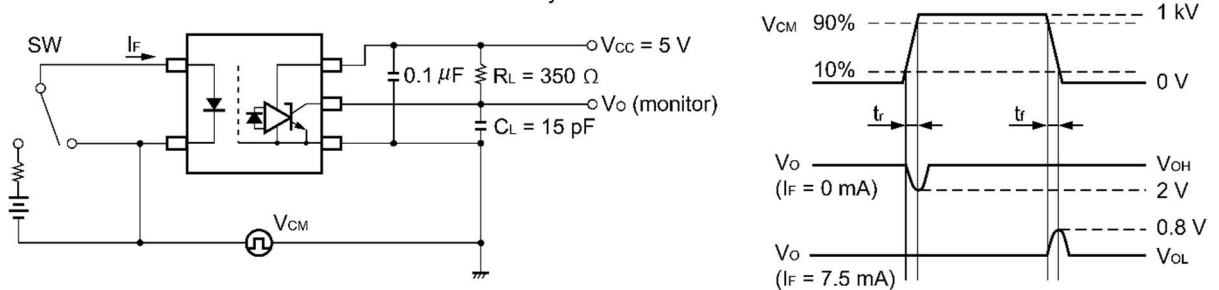 SW
IF
VCC = 5 V
0.1 μF
RL = 350 Ω
VO (monitor)
CL = 15 pF
VCM
VCM 90%
1 kV
10%
0 V
tr
tf
VO
(IF = 0 mA)
VOH
2 V
0.8 V
VO
(IF = 7.5 mA)
VOL